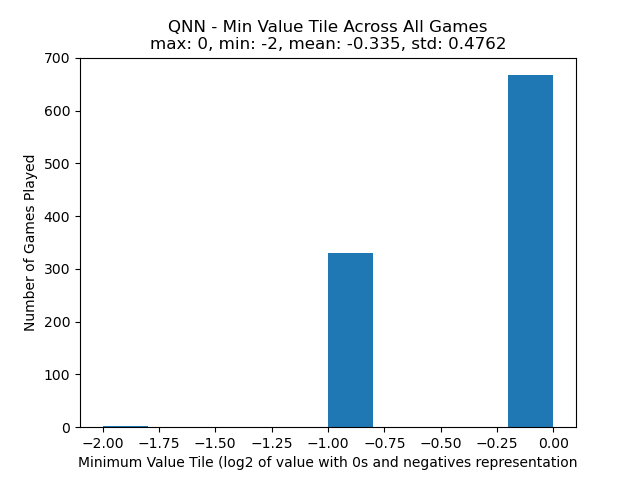 QNN - Min Value Tile Across All Games
max: 0, min: -2, mean: -0.335, std: 0.4762
700
600
500
400
300
200
100
0
Number of Games Played
−2.00 −1.75 −1.50 −1.25 −1.00 −0.75 −0.50 −0.25 0.00
Minimum Value Tile (log2 of value with 0s and negatives representation